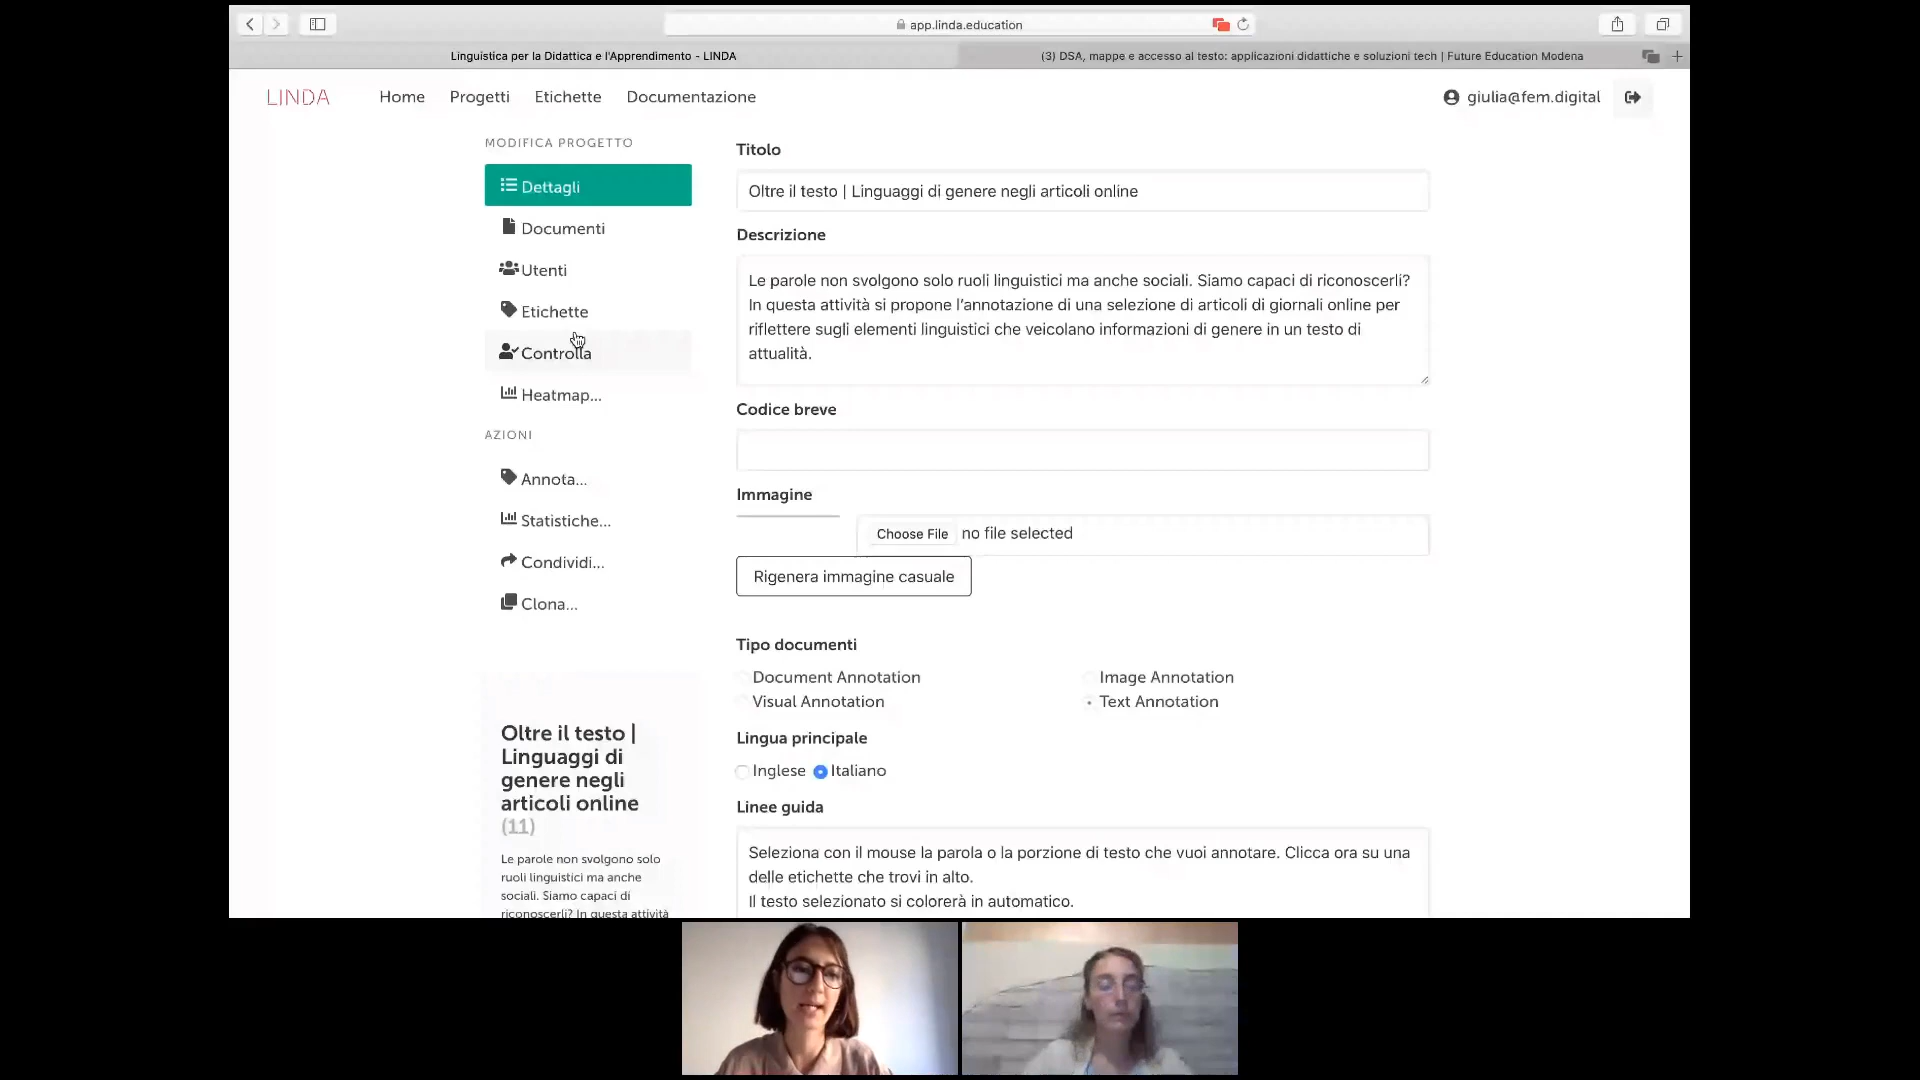 app.linda.education
Linguistica per la Didattica e l'Apprendimento - LINDA
(3) DSA, mappe e accesso al testo: applicazioni didattiche e soluzioni tech | Future Education Modena
LINDA
Home
Progetti
Etichette
Documentazione
giulia@fem.digital
MODIFICA PROGETTO
Dettagli
Documenti
Utenti
Etichette
Controlla
Heatmap...
AZIONI
Annota...
Statistiche...
Condividi...
Clona...
Oltre il testo |
Linguaggi di
genere negli
articoli online
(11)
Le parole non svolgono solo
ruoli linguistici ma anche
sociali. Siamo capaci di
riconoscerli? In questa attività
Titolo
Oltre il testo | Linguaggi di genere negli articoli online
Descrizione
Le parole non svolgono solo ruoli linguistici ma anche sociali. Siamo capaci di riconoscerli?
In questa attività si propone l'annotazione di una selezione di articoli di giornali online per
riflettere sugli elementi linguistici che veicolano informazioni di genere in un testo di
attualità.
Codice breve
Immagine
Choose File no file selected
Rigenera immagine casuale
Tipo documenti
Document Annotation
Image Annotation
Visual Annotation
Text Annotation
Lingua principale
Inglese Italiano
Linee guida
Seleziona con il mouse la parola o la porzione di testo che vuoi annotare. Clicca ora su una
delle etichette che trovi in alto.
Il testo selezionato si colorerà in automatico.